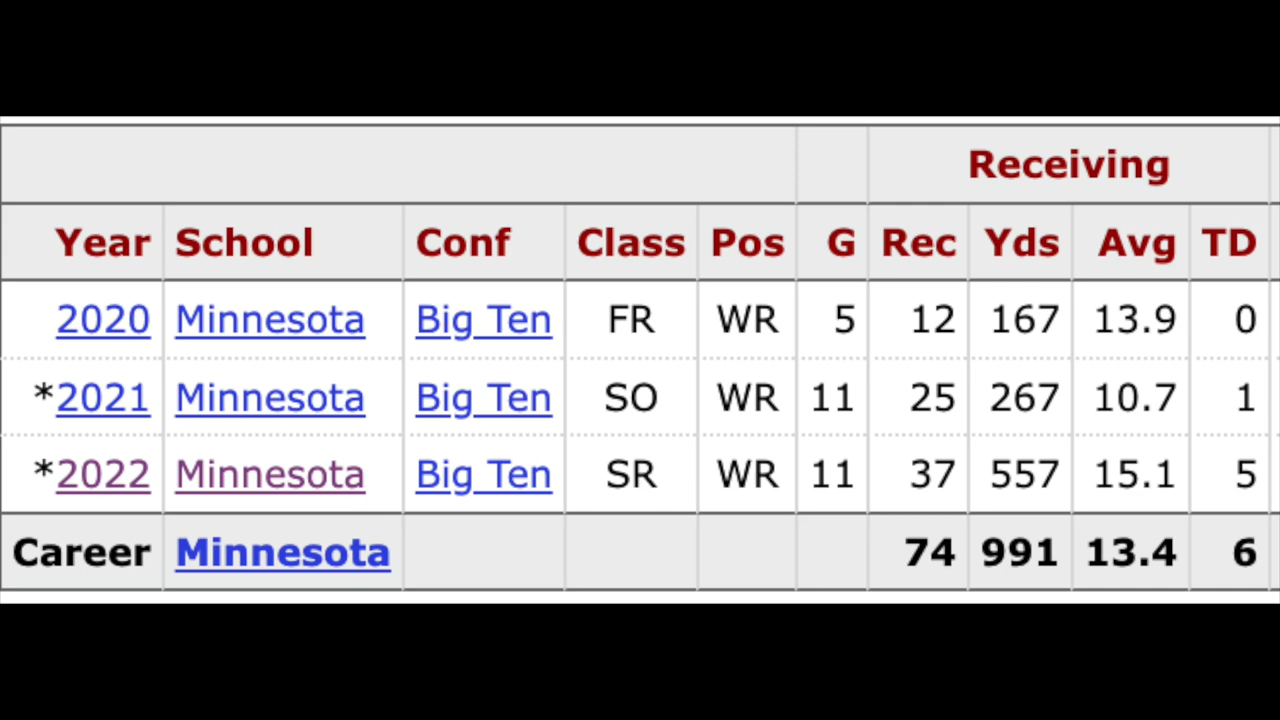 Receiving
Year School Conf Class Pos G Rec Yds Avg TD
2020 Minnesota Big Ten FR WR 5 12 167 13.9 0
*2021 Minnesota Big Ten SO WR 11 25 267 10.7 1
*2022 Minnesota Big Ten SR WR 11 37 557 15.1 5
Career Minnesota 74 991 13.4 6